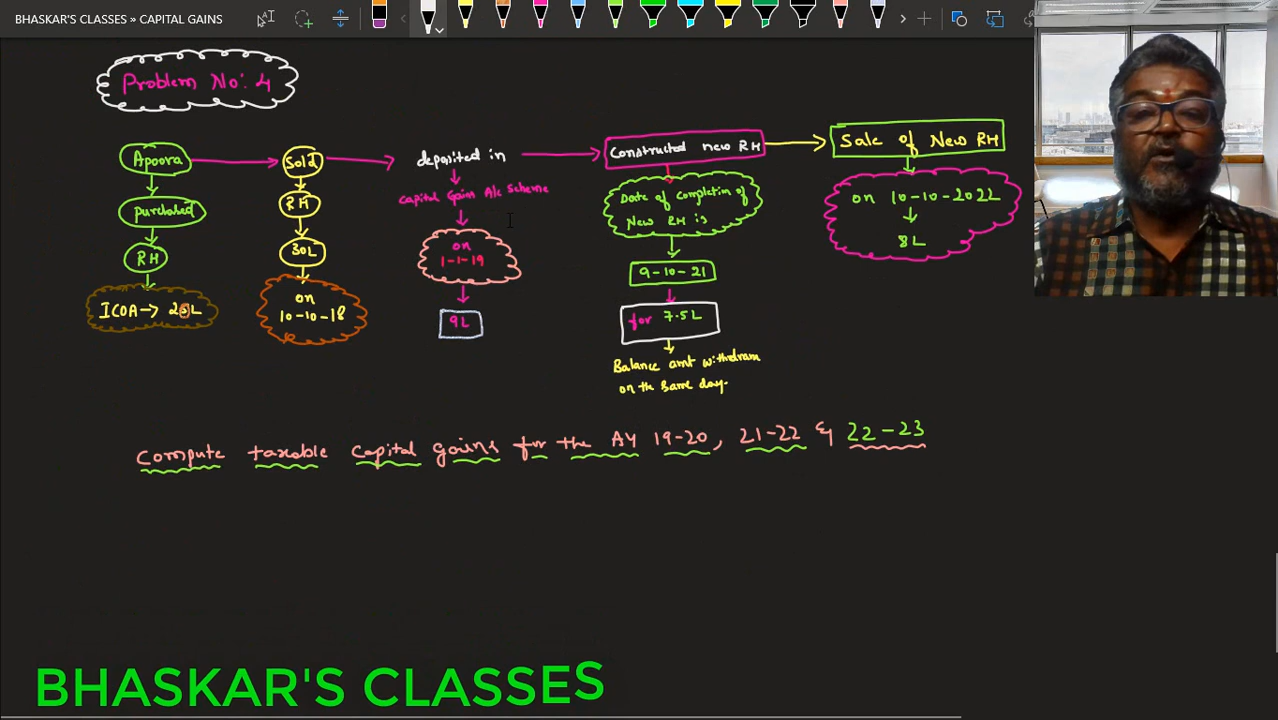 BHASKAR'S CLASSES » CAPITAL GAINS
Problem No: 4
Apoorva
purchased
RH
ICOA → 20L
Sold
RH
30L
on
10-10-18
deposited in
Capital Gain A/c Scheme
on
1-1-19
9L
Constructed new RH
Date of completion of
New RH is
9-10-21
for 7.5L
Balance amt withdrawn
on the same day.
Sale of New RH
on 10-10-2022
8L
Compute taxable capital gains for the AY 19-20, 21-22 & 22-23
BHASKAR'S CLASSES